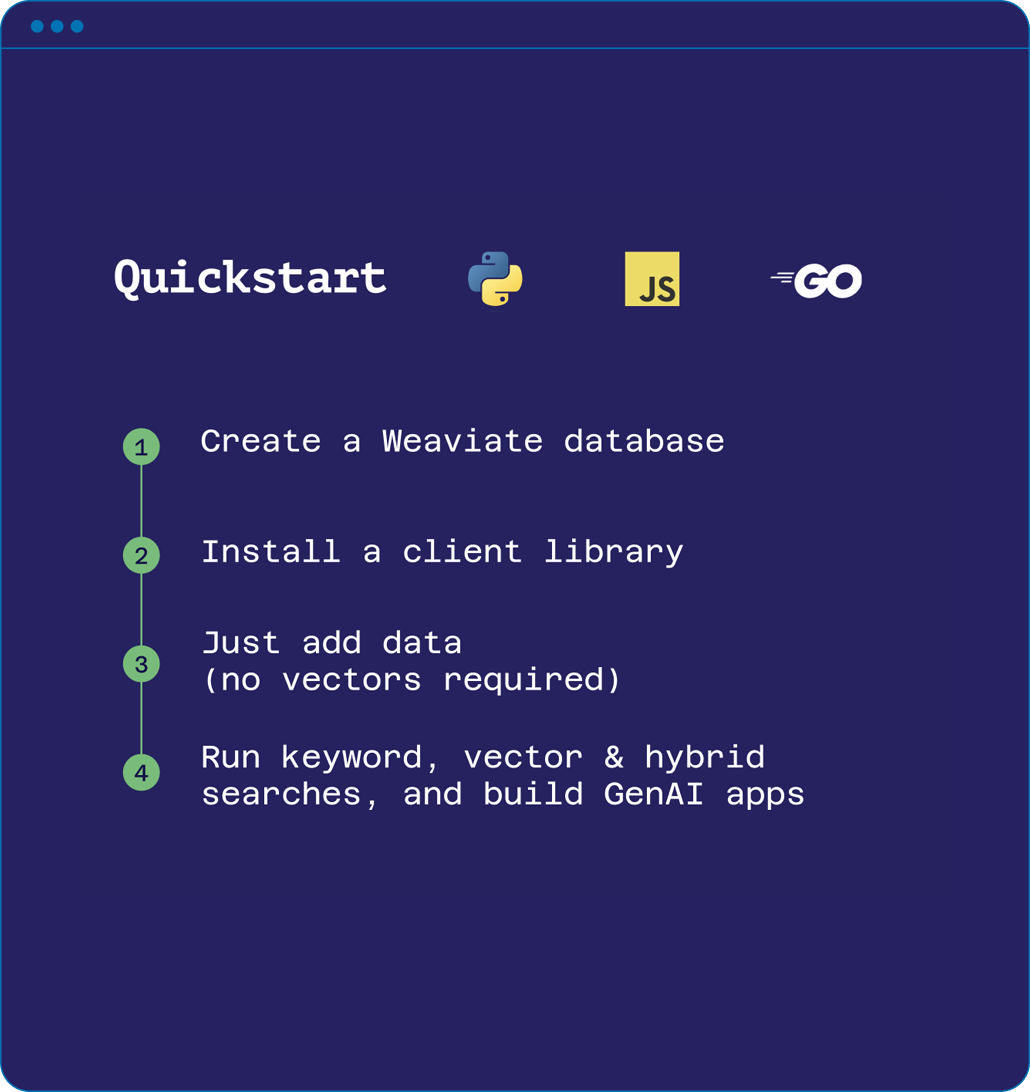 Quickstart
JS
GO
1
Create a Weaviate database
2
Install a client library
3
Just add data
(no vectors required)
4
Run keyword, vector & hybrid
searches, and build GenAI apps